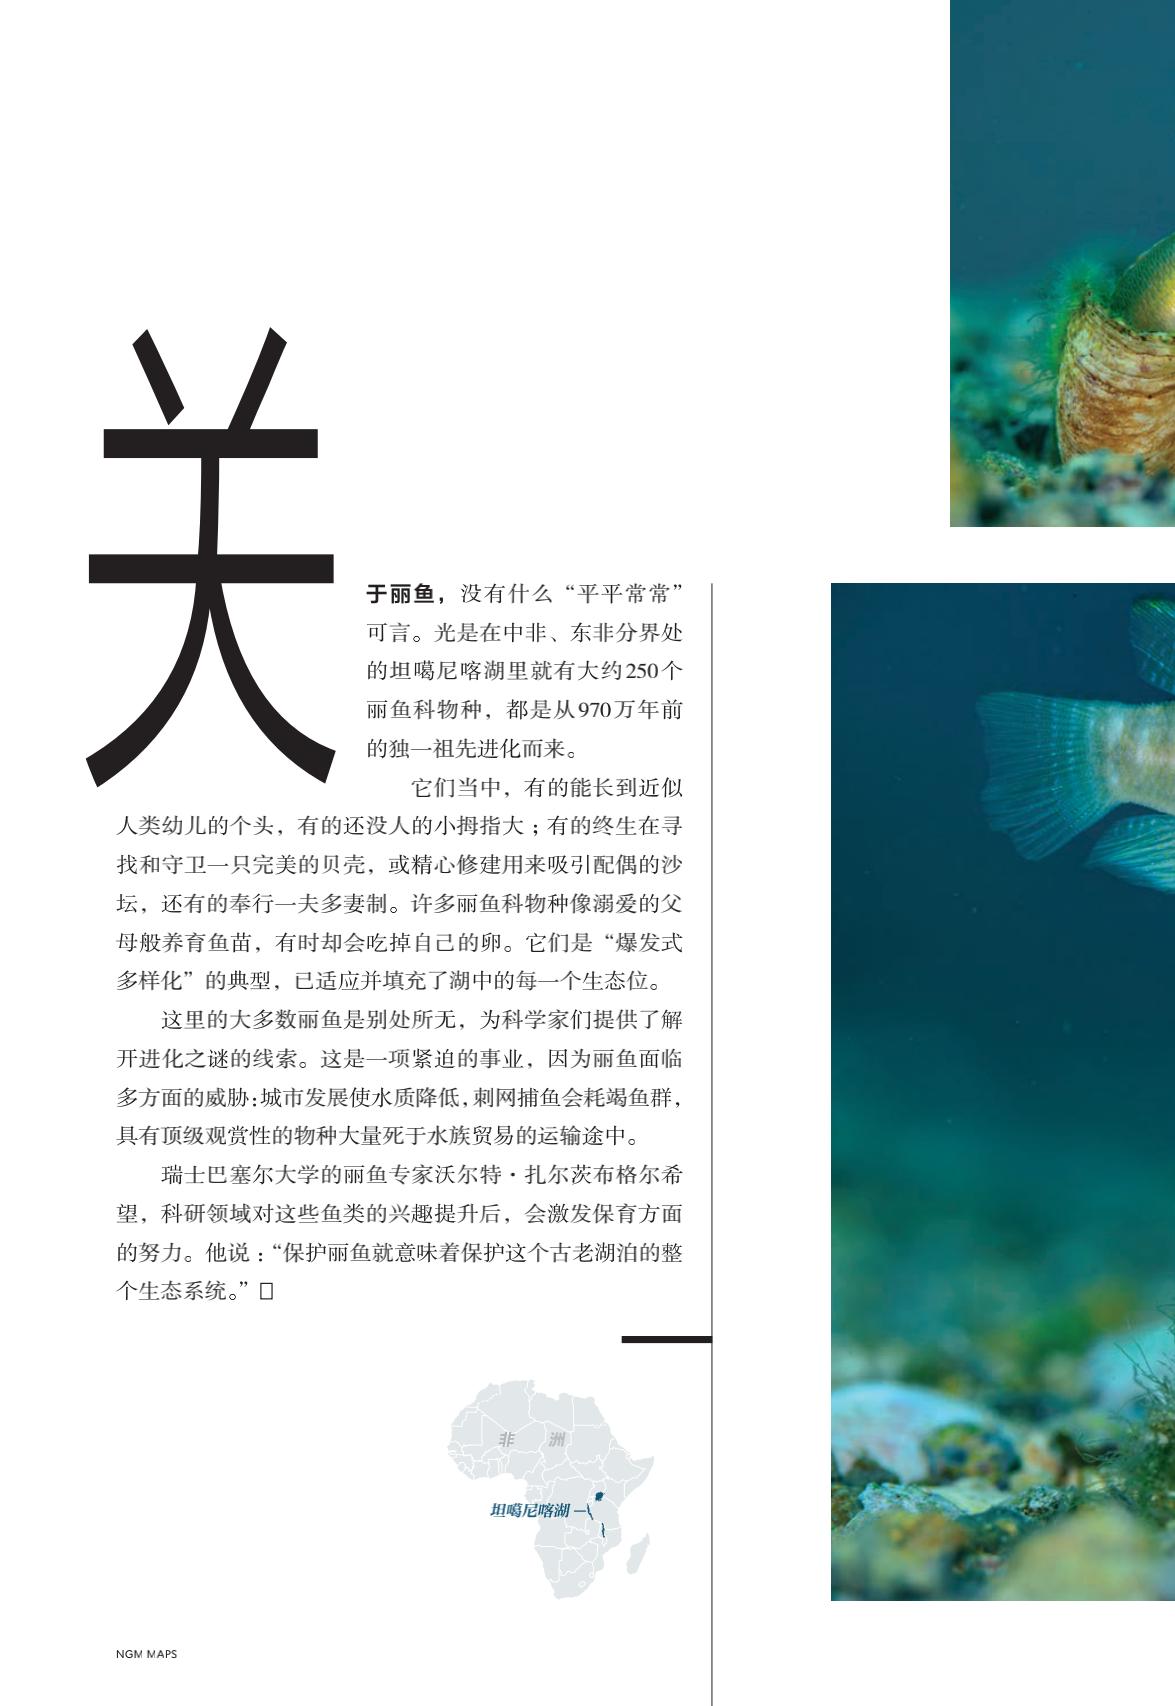 关
于丽鱼，没有什么“平平常常”
可言。光是在中非、东非分界处
的坦噶尼喀湖里就有大约250个
丽鱼科物种，都是从970万年前
的独一祖先进化而来。
它们当中，有的能长到近似
人类幼儿的个头，有的还没人的小拇指大；有的终生在寻
找和守卫一只完美的贝壳，或精心修建用来吸引配偶的沙
坛，还有的奉行一夫多妻制。许多丽鱼科物种像溺爱的父
母般养育鱼苗，有时却会吃掉自己的卵。它们是“爆发式
多样化”的典型，已适应并填充了湖中的每一个生态位。
这里的大多数丽鱼是别处所无，为科学家们提供了解
开进化之谜的线索。这是一项紧迫的事业，因为丽鱼面临
多方面的威胁：城市发展使水质降低，刺网捕鱼会耗竭鱼群，
具有顶级观赏性的物种大量死于水族贸易的运输途中。
瑞士巴塞尔大学的丽鱼专家沃尔特·扎尔茨布格尔希
望，科研领域对这些鱼类的兴趣提升后，会激发保育方面
的努力。他说：“保护丽鱼就意味着保护这个古老湖泊的整
个生态系统。”□
非 洲
坦噶尼喀湖
NGM MAPS